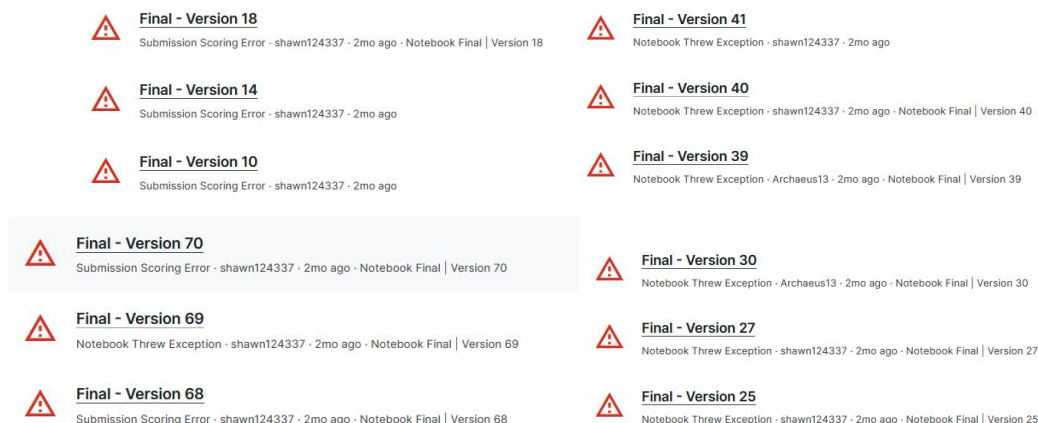 Final - Version 18
Submission Scoring Error · shawn124337 · 2mo ago · Notebook Final | Version 18
Final - Version 14
Submission Scoring Error · shawn124337 · 2mo ago
Final - Version 10
Submission Scoring Error · shawn124337 · 2mo ago
Final - Version 41
Notebook Threw Exception · shawn124337 · 2mo ago
Final - Version 40
Notebook Threw Exception · shawn124337 · 2mo ago · Notebook Final | Version 40
Final - Version 39
Notebook Threw Exception · Archaeus13 · 2mo ago · Notebook Final | Version 39
Final - Version 70
Submission Scoring Error · shawn124337 · 2mo ago · Notebook Final | Version 70
Final - Version 69
Notebook Threw Exception · shawn124337 · 2mo ago · Notebook Final | Version 69
Final - Version 68
Submission Scoring Error · shawn124337 · 2mo ago · Notebook Final | Version 68
Final - Version 30
Notebook Threw Exception · Archaeus13 · 2mo ago · Notebook Final | Version 30
Final - Version 27
Notebook Threw Exception · shawn124337 · 2mo ago · Notebook Final | Version 27
Final - Version 25
Notebook Threw Exception · shawn124337 · 2mo ago · Notebook Final | Version 25